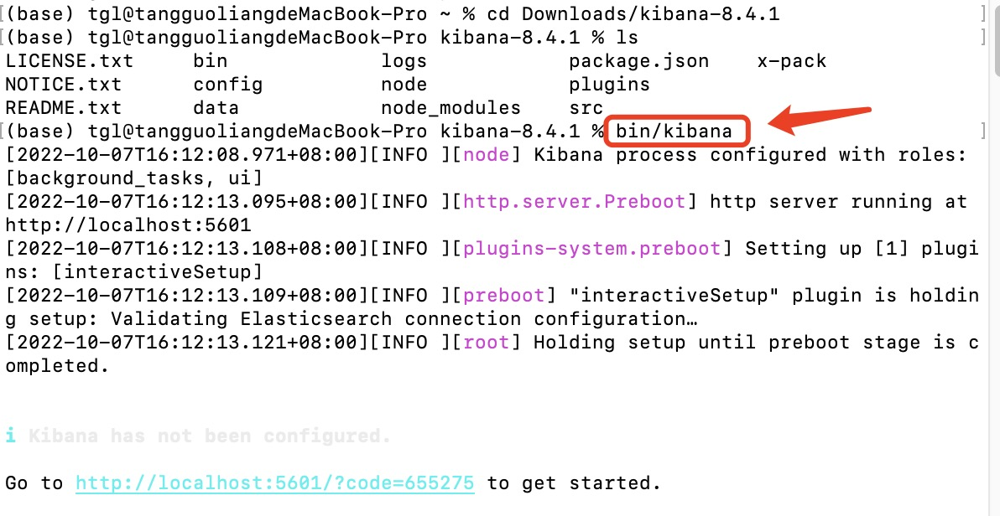 [(base) tgl@tangguoliangdeMacBook-Pro ~ % cd Downloads/kibana-8.4.1 ]
[(base) tgl@tangguoliangdeMacBook-Pro kibana-8.4.1 % ls ]
LICENSE.txt bin logs package.json x-pack
NOTICE.txt config node plugins
README.txt data node_modules src
[(base) tgl@tangguoliangdeMacBook-Pro kibana-8.4.1 % bin/kibana ]
[2022-10-07T16:12:08.971+08:00][INFO ][node] Kibana process configured with roles:
[background_tasks, ui]
[2022-10-07T16:12:13.095+08:00][INFO ][http.server.Preboot] http server running at
http://localhost:5601
[2022-10-07T16:12:13.108+08:00][INFO ][plugins-system.preboot] Setting up [1] plugi
ns: [interactiveSetup]
[2022-10-07T16:12:13.109+08:00][INFO ][preboot] "interactiveSetup" plugin is holdin
g setup: Validating Elasticsearch connection configuration…
[2022-10-07T16:12:13.121+08:00][INFO ][root] Holding setup until preboot stage is c
ompleted.
i Kibana has not been configured.
Go to http://localhost:5601/?code=655275 to get started.